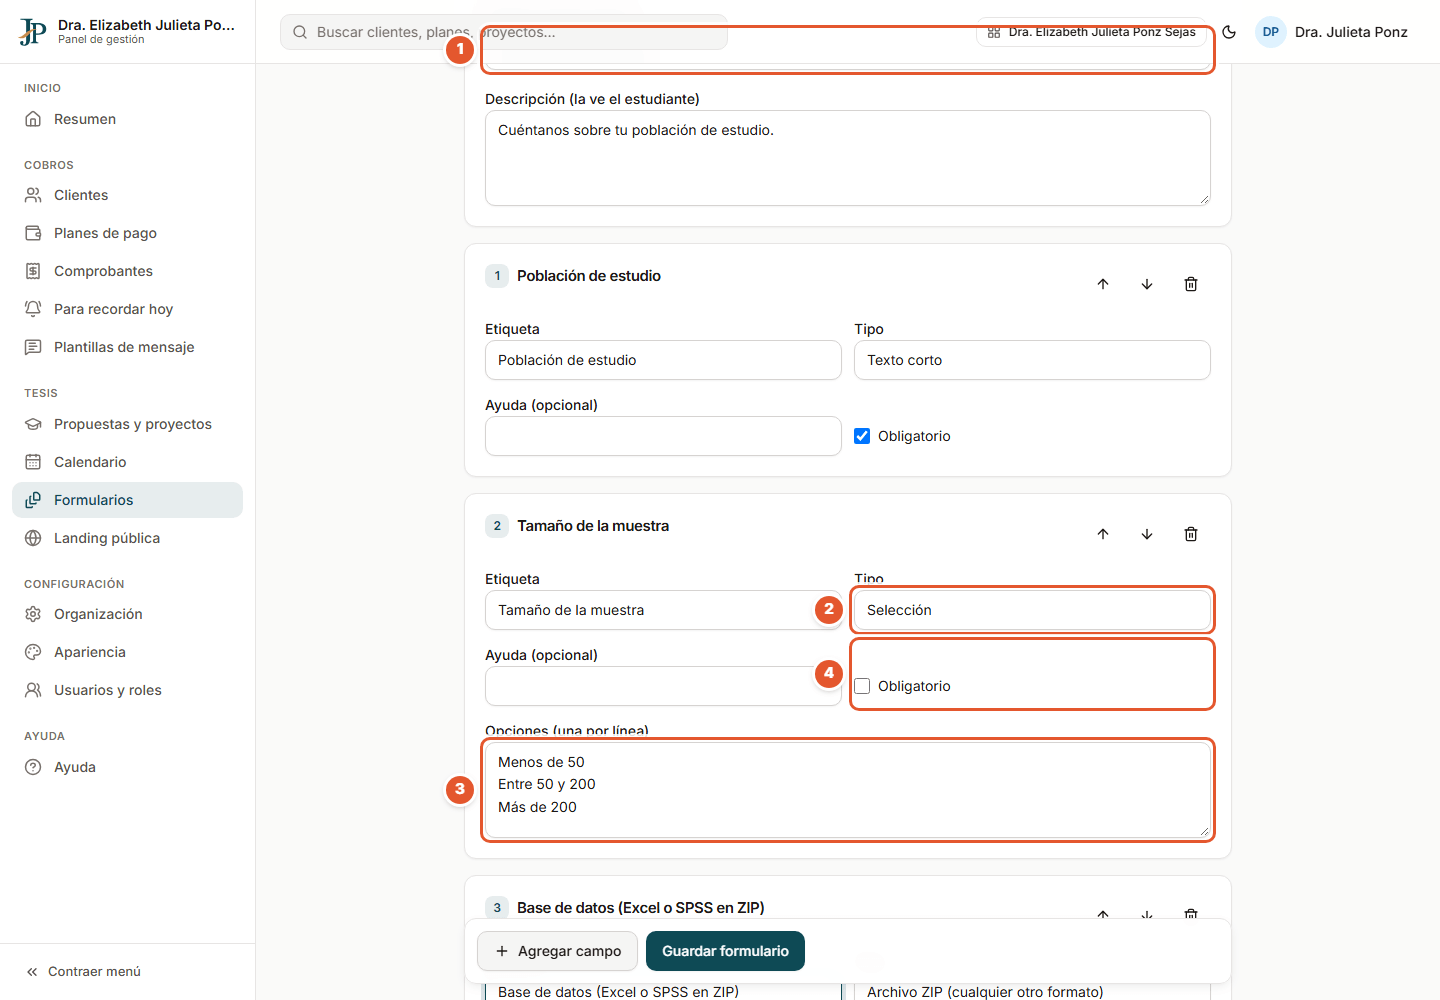 JP
Dra. Elizabeth Julieta Po...
Panel de gestión
Buscar clientes, planes, proyectos...
Dra. Elizabeth Julieta Ponz Sejas
DP
Dra. Julieta Ponz
INICIO
Resumen
COBROS
Clientes
Planes de pago
Comprobantes
Para recordar hoy
Plantillas de mensaje
TESIS
Propuestas y proyectos
Calendario
Formularios
Landing pública
CONFIGURACIÓN
Organización
Apariencia
Usuarios y roles
AYUDA
Ayuda
Contraer menú
1
Descripción (la ve el estudiante)
Cuéntanos sobre tu población de estudio.
1 Población de estudio
Etiqueta
Tipo
Población de estudio
Texto corto
Ayuda (opcional)
Obligatorio
2 Tamaño de la muestra
Etiqueta
Tipo
Tamaño de la muestra
2
Selección
Ayuda (opcional)
4
Obligatorio
Opciones (una por línea)
3
Menos de 50
Entre 50 y 200
Más de 200
3 Base de datos (Excel o SPSS en ZIP)
Agregar campo
Guardar formulario
Base de datos (Excel o SPSS en ZIP)
Archivo ZIP (cualquier otro formato)